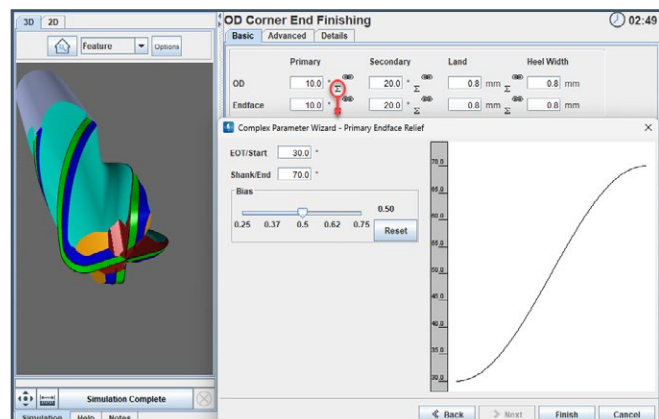 3D 2D
Feature Options
Simulation Complete
Simulation Help Notes
OD Corner End Finishing 02:49
Basic Advanced Details
Primary Secondary Land Heel Width
OD 10.0 ° Σ 20.0 ° Σ 0.8 mm Σ 0.8 mm
Endface 10.0 ° Σ 20.0 ° Σ 0.8 mm Σ 0.8 mm
Complex Parameter Wizard - Primary Endface Relief
EOT/Start 30.0 °
Shank/End 70.0 °
Bias
0.50
0.25 0.37 0.5 0.62 0.75
Reset
70.0
65.0
60.0
55.0
50.0
45.0
40.0
35.0
30.0
Back Next Finish Cancel